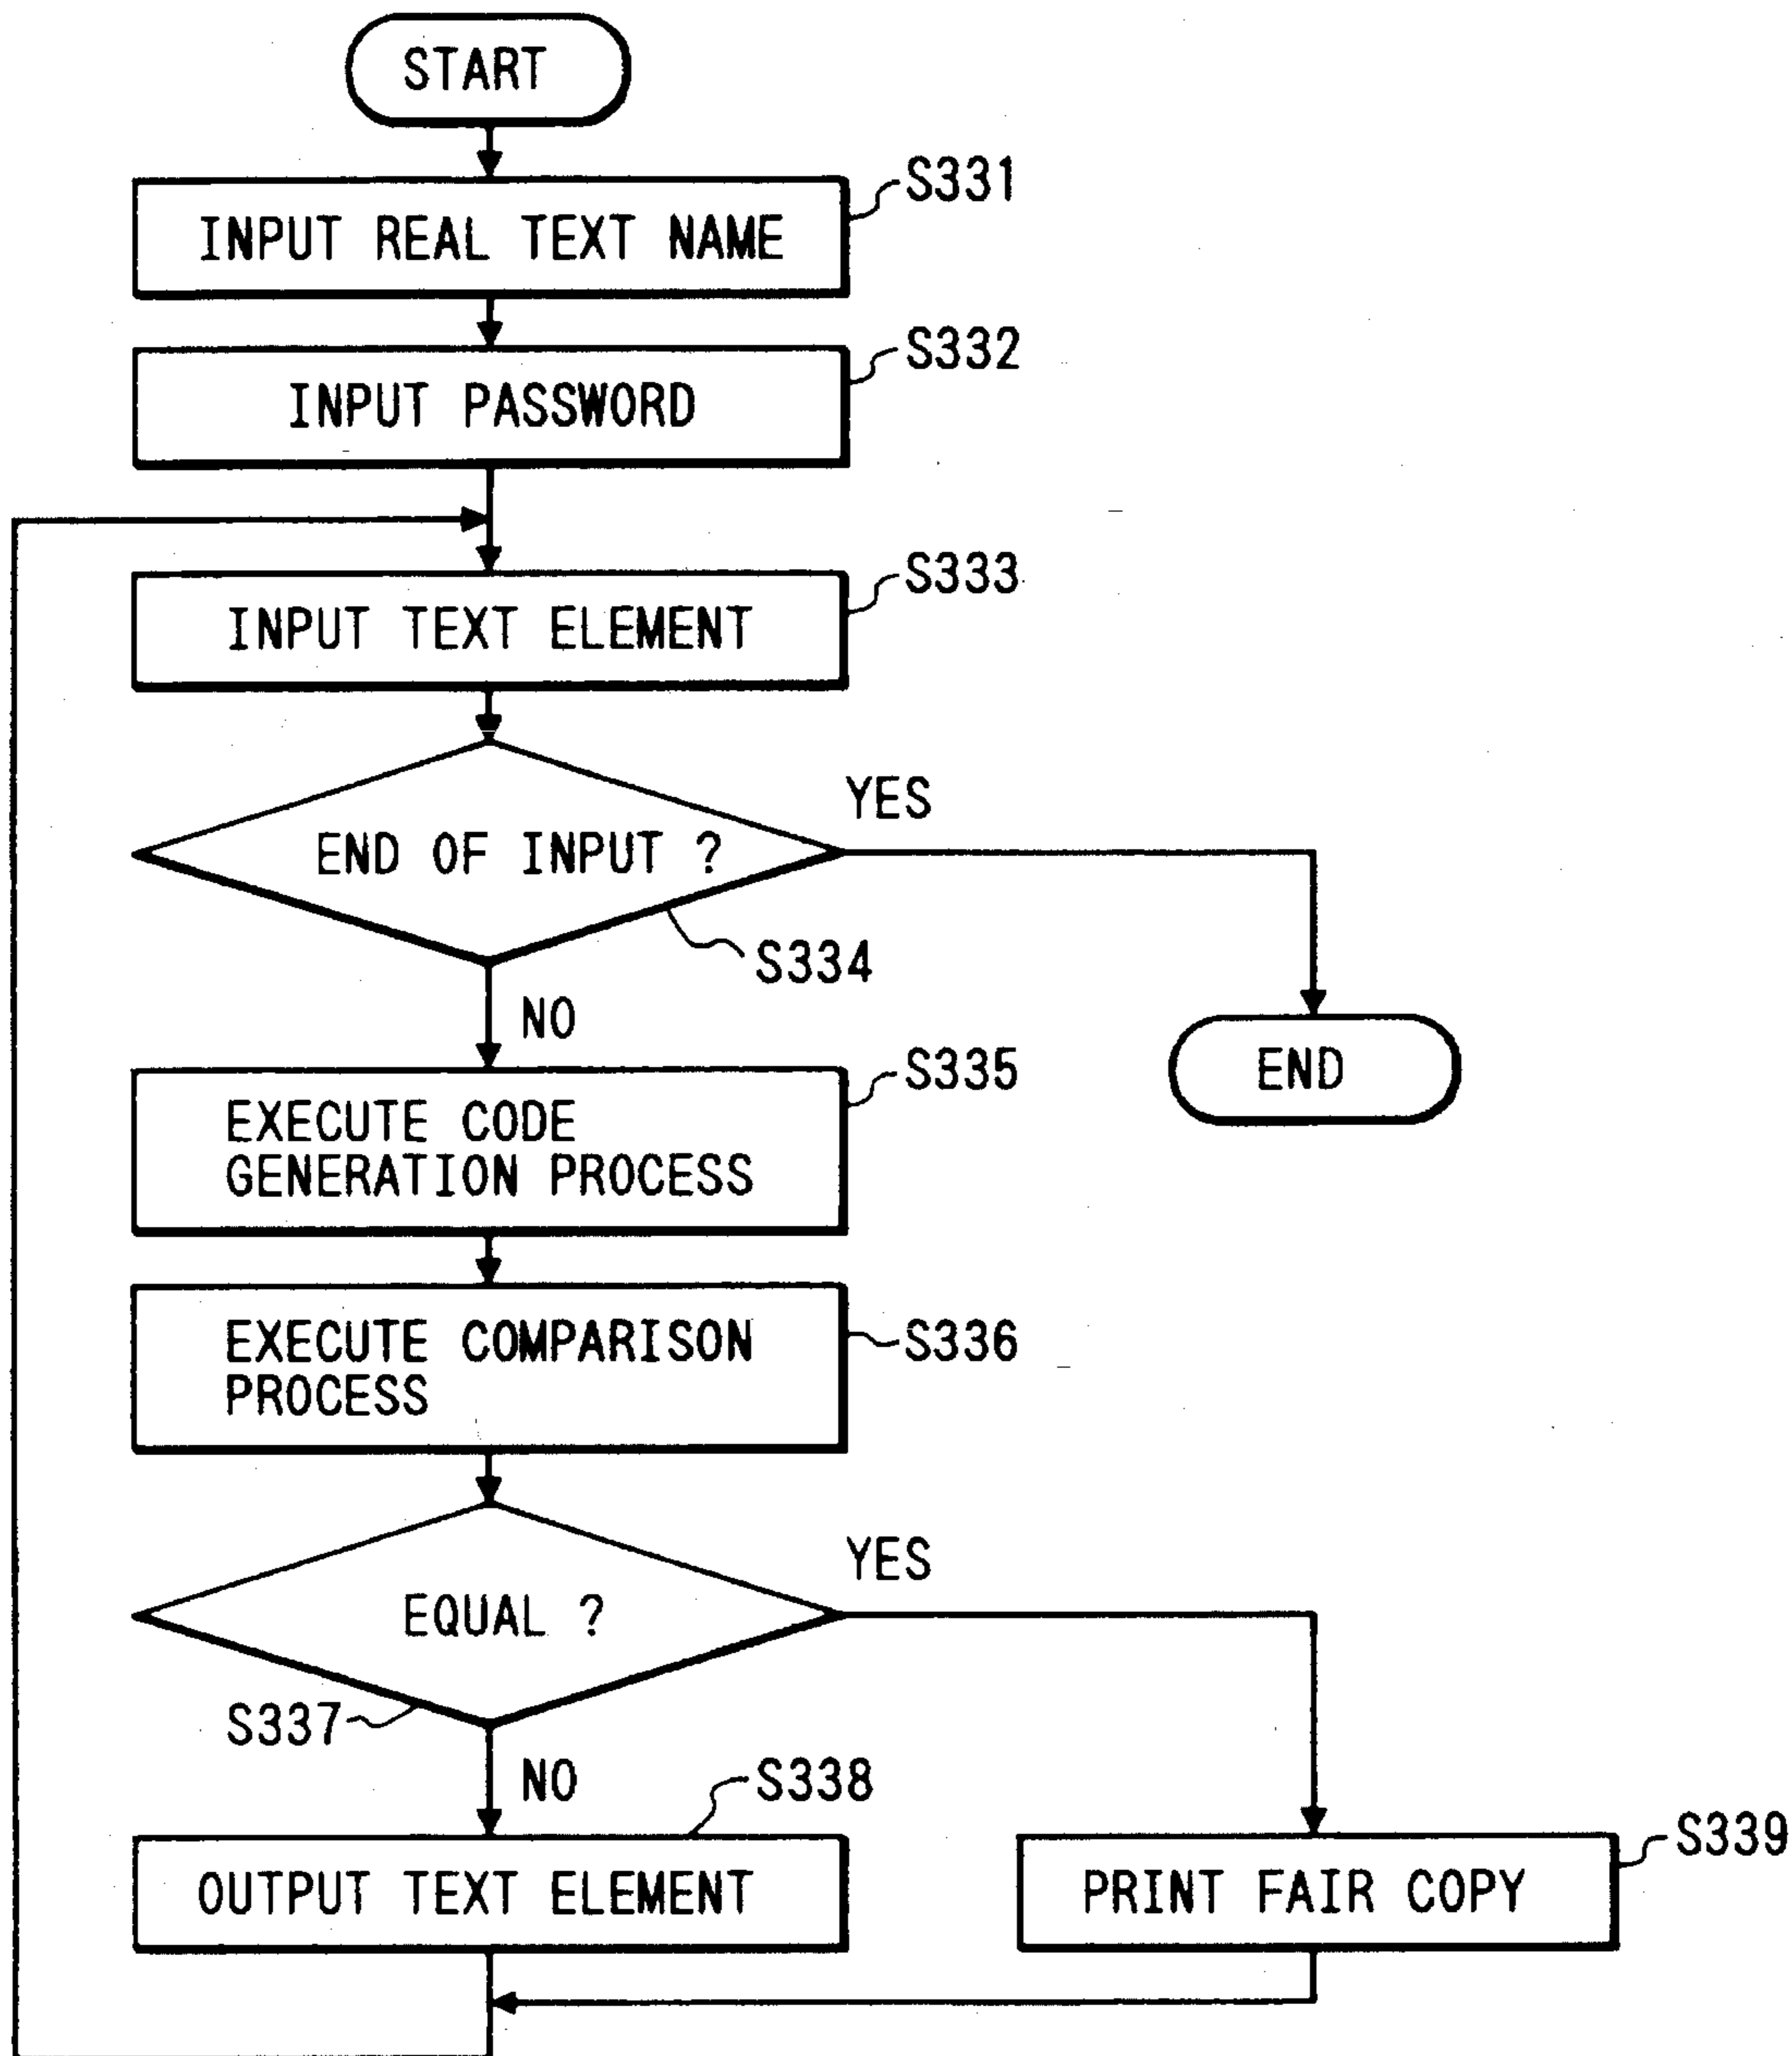 START
S331
INPUT REAL TEXT NAME
S332
INPUT PASSWORD
S333
INPUT TEXT ELEMENT
YES
END OF INPUT ?
S334
NO
END
S335
EXECUTE CODE
GENERATION PROCESS
S336
EXECUTE COMPARISON
PROCESS
YES
EQUAL ?
S337
NO
S338
OUTPUT TEXT ELEMENT
S339
PRINT FAIR COPY